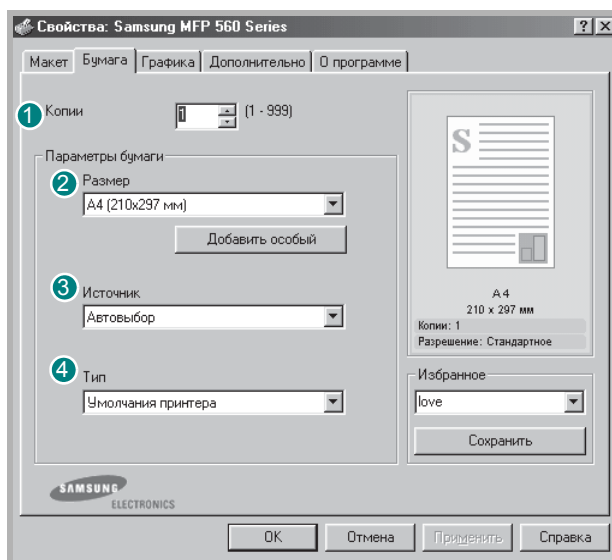 Свойства: Samsung MFP 560 Series
Макет Бумага Графика Дополнительно О программе
1 Копии 1 (1 - 999)
Параметры бумаги
2 Размер
A4 (210x297 мм)
Добавить особый
3 Источник
Автовыбор
4 Тип
Умолчания принтера
S
A4
210 x 297 мм
Копии: 1
Разрешение: Стандартное
Избранное
love
Сохранить
SAMSUNG
ELECTRONICS
OK Отмена Применить Справка